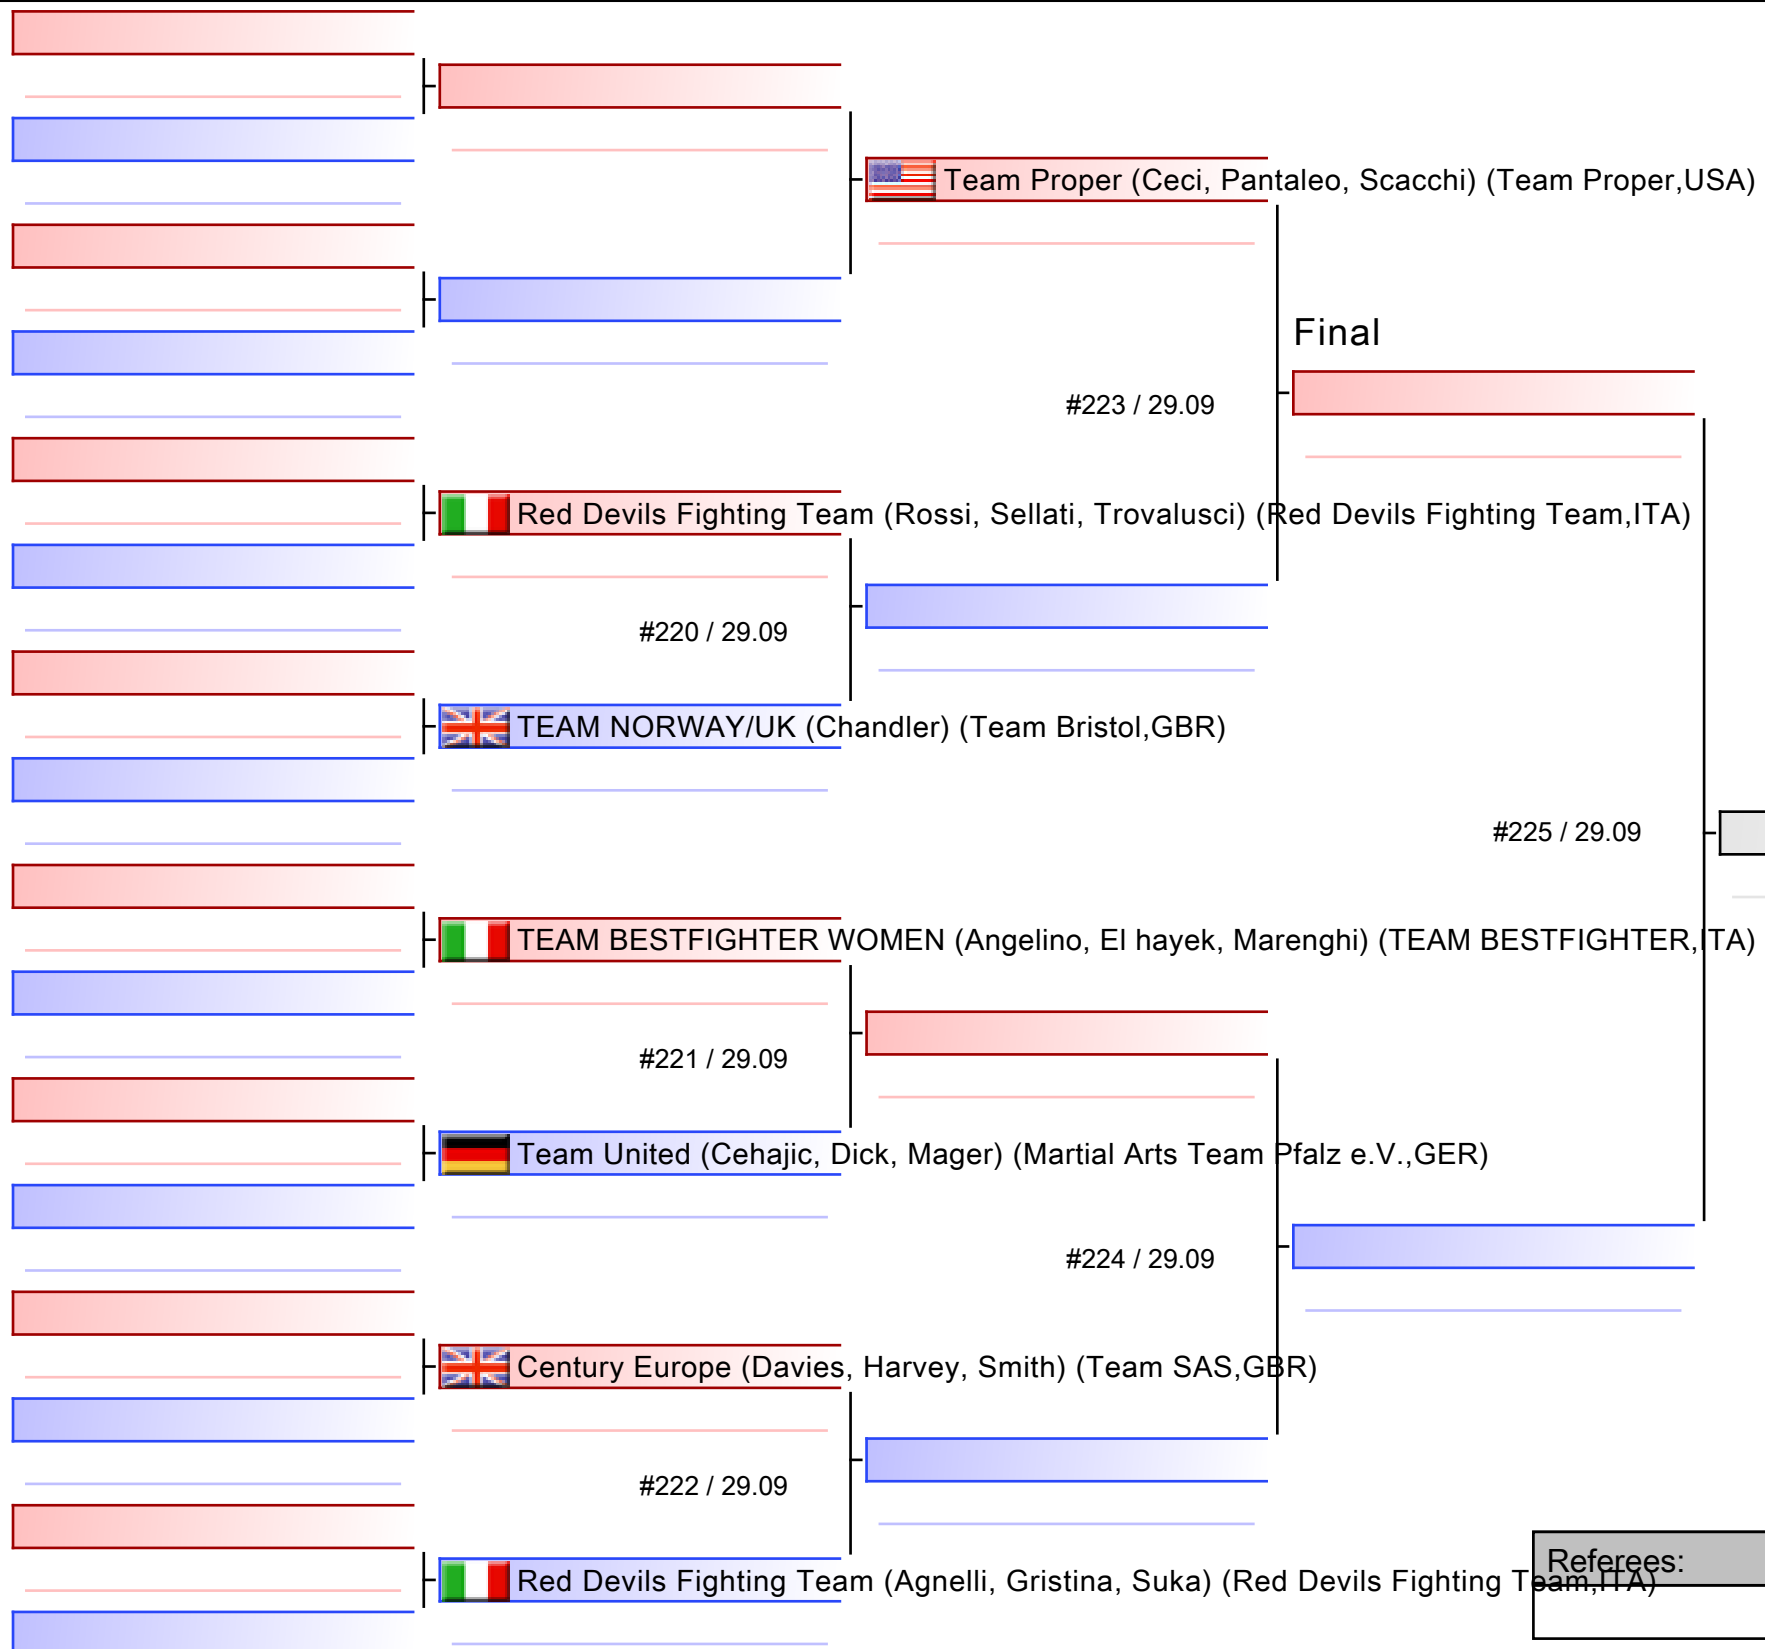 Team Proper (Ceci, Pantaleo, Scacchi) (Team Proper,USA)
Final
#223 / 29.09
Red Devils Fighting Team (Rossi, Sellati, Trovalusci) (Red Devils Fighting Team,ITA)
#220 / 29.09
TEAM NORWAY/UK (Chandler) (Team Bristol,GBR)
#225 / 29.09
TEAM BESTFIGHTER WOMEN (Angelino, El hayek, Marenghi) (TEAM BESTFIGHTER,ITA)
#221 / 29.09
Team United (Cehajic, Dick, Mager) (Martial Arts Team Pfalz e.V.,GER)
#224 / 29.09
Century Europe (Davies, Harvey, Smith) (Team SAS,GBR)
#222 / 29.09
Referees:
Red Devils Fighting Team (Agnelli, Gristina, Suka) (Red Devils Fighting Team,ITA)